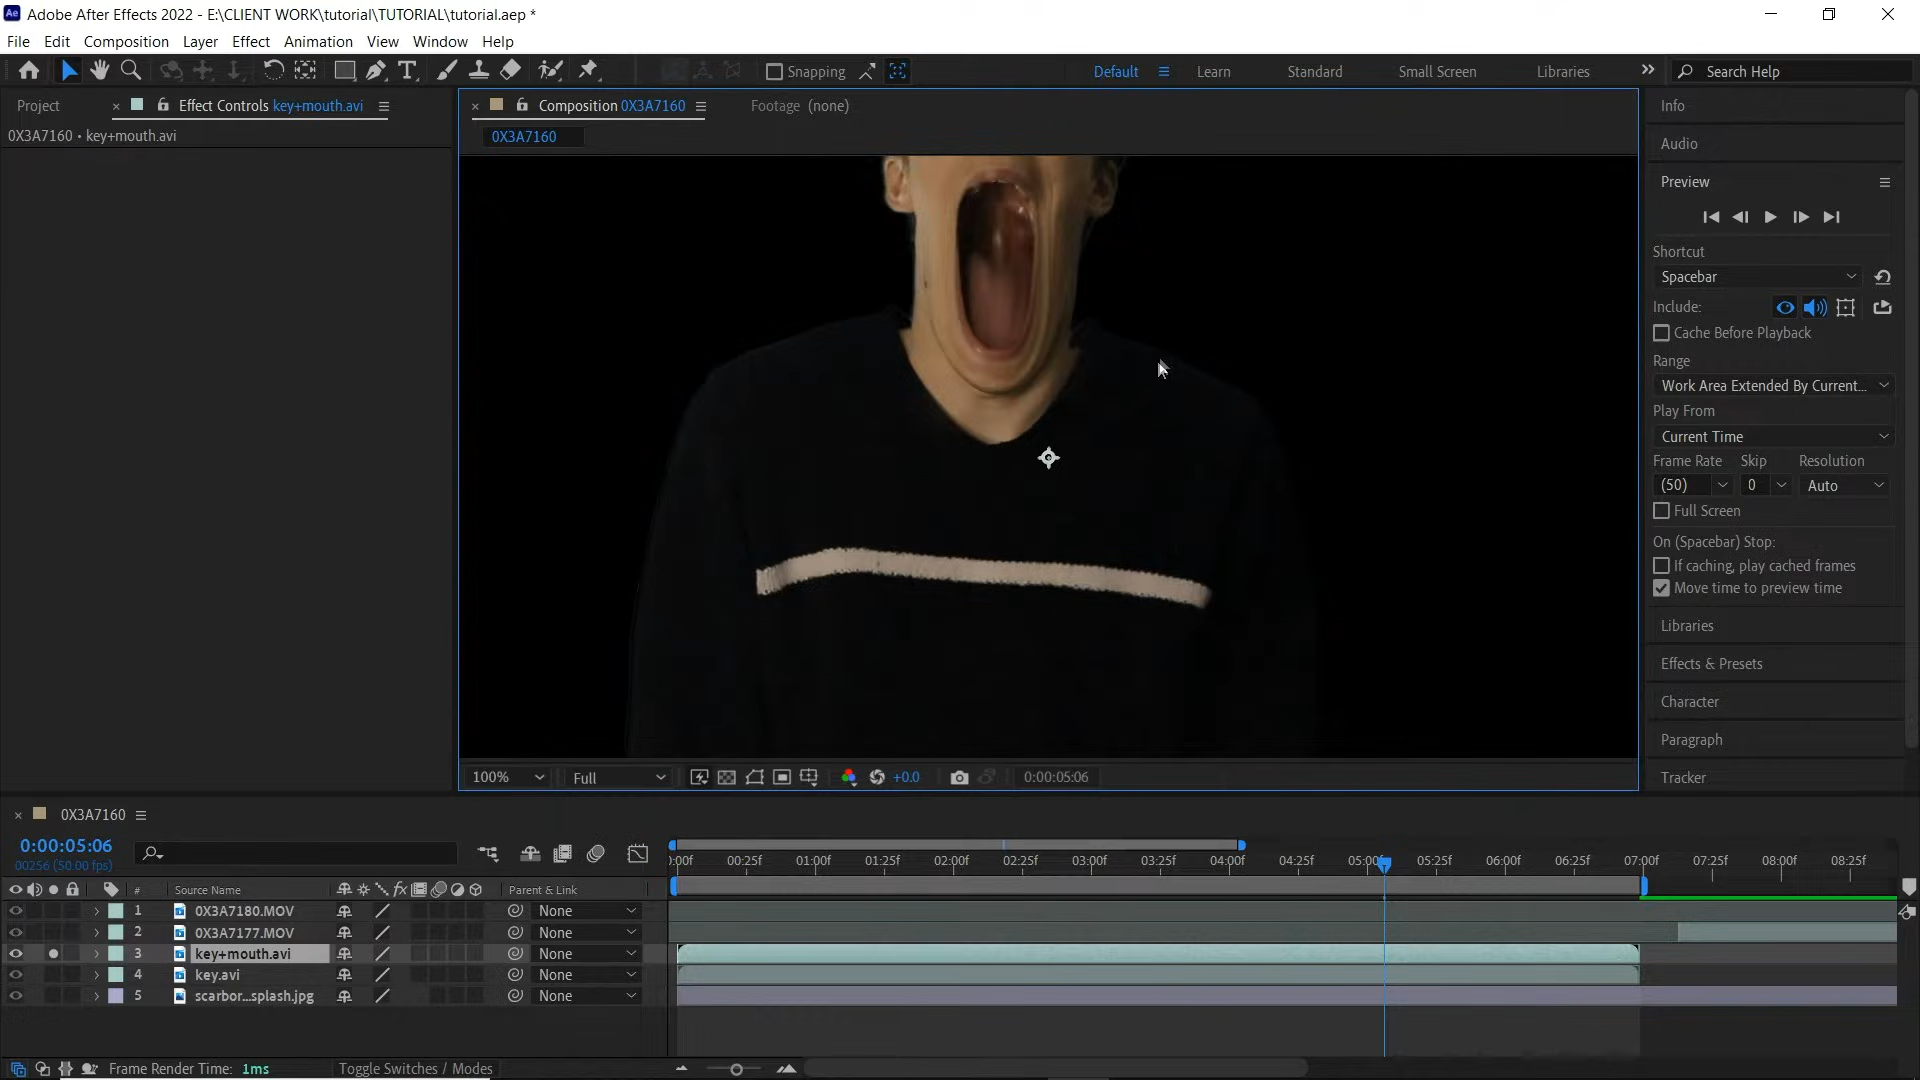 Adobe After Effects 2022 - E:\CLIENT WORK\tutorial\TUTORIAL\tutorial.aep *
File Edit Composition Layer Effect Animation View Window Help
Snapping Default Learn Standard Small Screen Libraries Search Help
Project Effect Controls key+mouth.avi Composition 0X3A7160 Footage (none) Info
0X3A7160 • key+mouth.avi 0X3A7160
Audio
Preview
Shortcut
Spacebar
Include:
Cache Before Playback
Range
Work Area Extended By Current...
Play From
Current Time
Frame Rate Skip Resolution
(50) 0 Auto
Full Screen
On (Spacebar) Stop:
If caching, play cached frames
Move time to preview time
Libraries
Effects & Presets
Character
Paragraph
Tracker
100% Full +0.0 0:00:05:06
0X3A7160
0:00:05:06
00256 (50.00 fps)
):00f 00:25f 01:00f 01:25f 02:00f 02:25f 03:00f 03:25f 04:00f 04:25f 05:00f 05:25f 06:00f 06:25f 07:00f 07:25f 08:00f 08:25f
# Source Name fx Parent & Link
1 0X3A7180.MOV None
2 0X3A7177.MOV None
3 key+mouth.avi None
4 key.avi None
5 scarbor...splash.jpg None
Frame Render Time: 1ms Toggle Switches / Modes